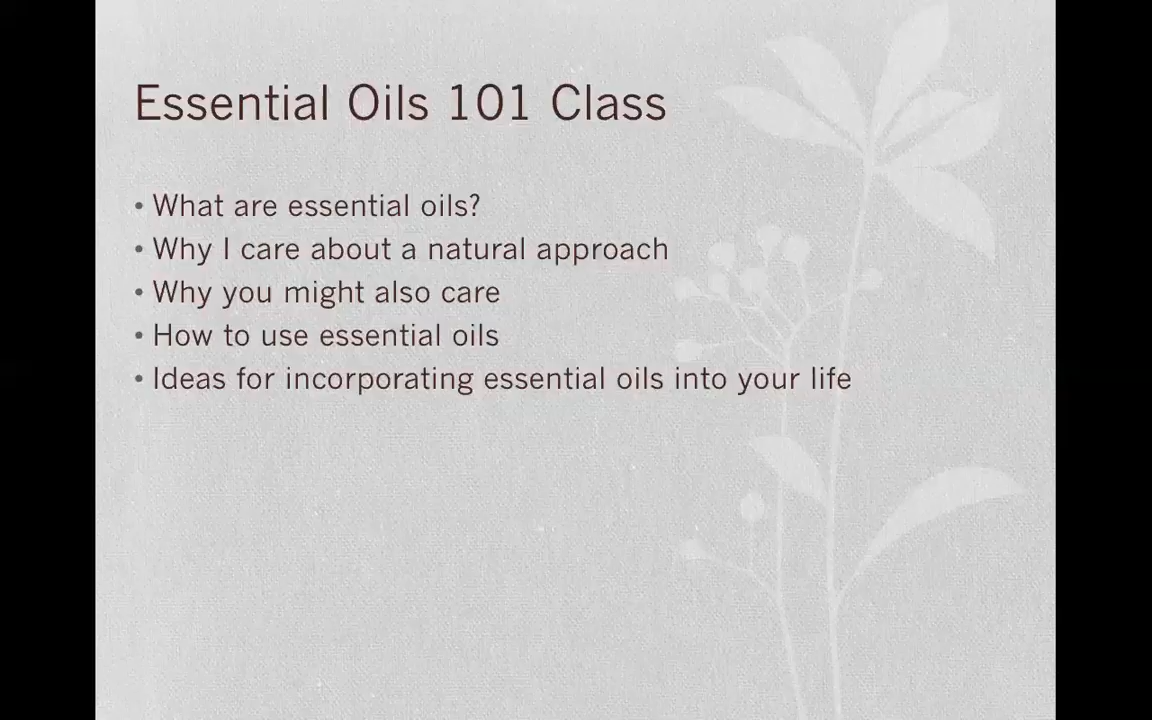 Essential Oils 101 Class
• What are essential oils?
• Why I care about a natural approach
• Why you might also care
• How to use essential oils
• Ideas for incorporating essential oils into your life